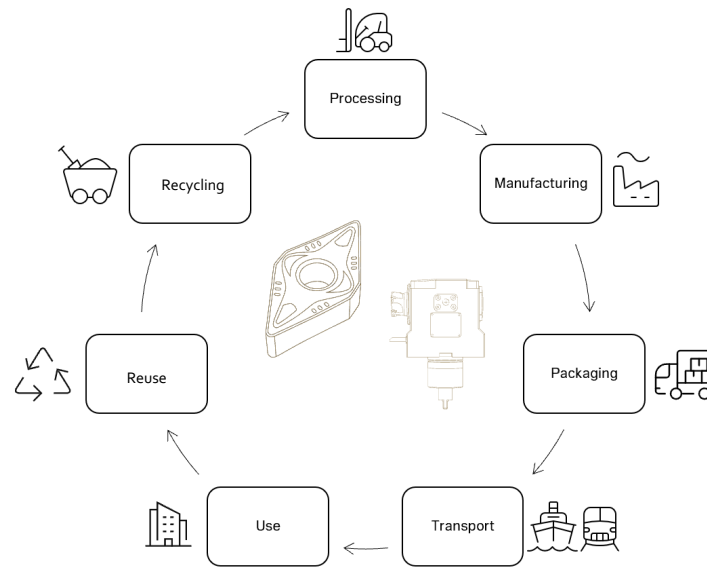 Processing
Manufacturing
Packaging
Transport
Use
Reuse
Recycling